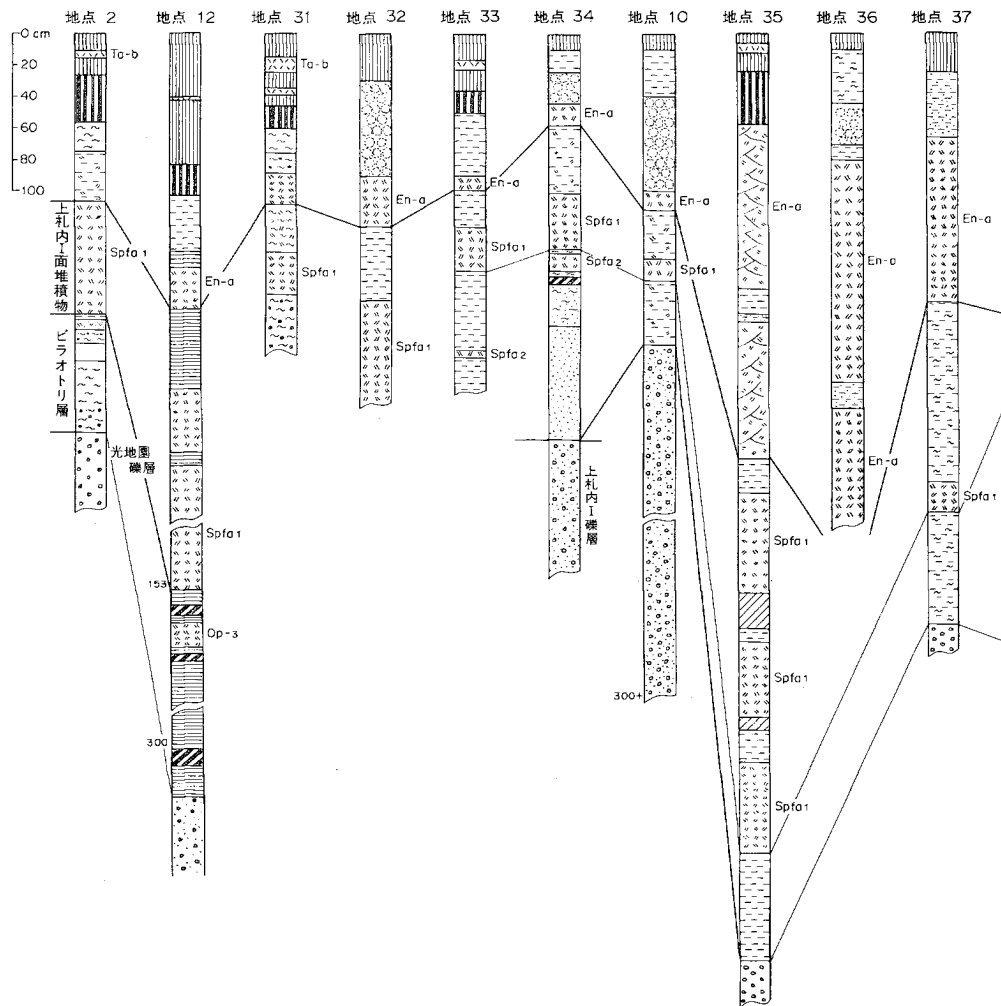 地点 2
地点 12
地点 31
地点 32
地点 33
地点 34
地点 10
地点 35
地点 36
地点 37
0 cm
20
40
60
80
100
Ta-b
上札内I面堆積物
Spfa 1
ビラオトリ層
光地園
礫層
En-a
Spfa 1
153
Op-3
300
Ta-b
Spfa 1
En-a
Spfa 1
En-a
Spfa 1
Spfa 2
En-a
Spfa 1
Spfa 2
上札内I礫層
En-a
Spfa 1
300+
En-a
Spfa 1
Spfa 1
Spfa 1
En-a
En-a
En-a
Spfa 1